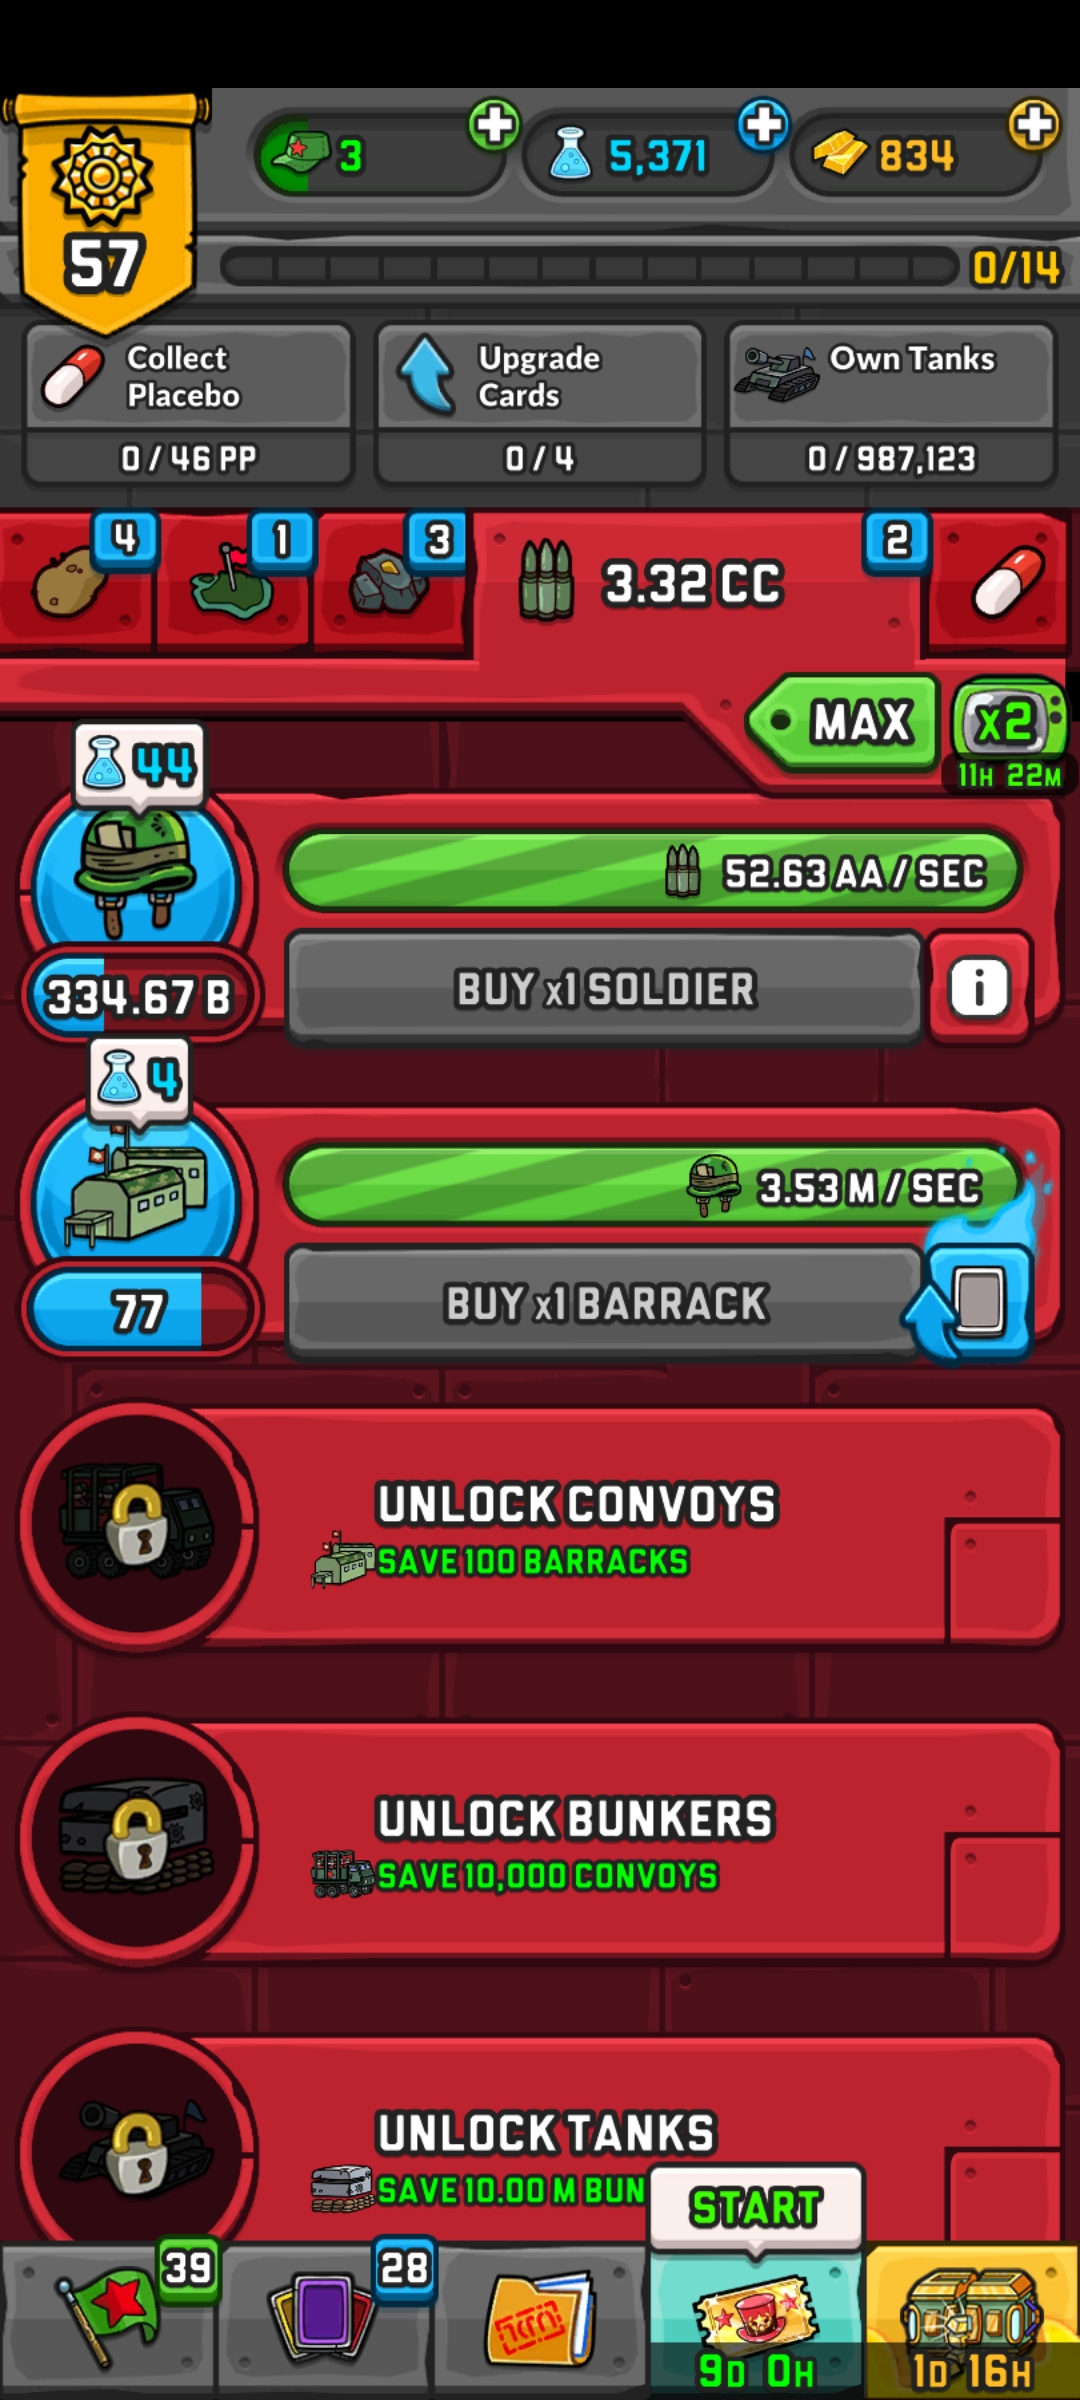 57
3
5,371
834
0/14
Collect
Placebo
0 / 46 PP
Upgrade
Cards
0 / 4
Own Tanks
0 / 987,123
4
1
3
3.32 CC
2
MAX
x2
11H 22M
44
52.63 AA / SEC
334.67 B
BUY x1 SOLDIER
i
4
3.53 M / SEC
77
BUY x1 BARRACK
UNLOCK CONVOYS
SAVE 100 BARRACKS
UNLOCK BUNKERS
SAVE 10,000 CONVOYS
UNLOCK TANKS
SAVE 10.00 M BUN
START
39
28
9D 0H
1D 16H